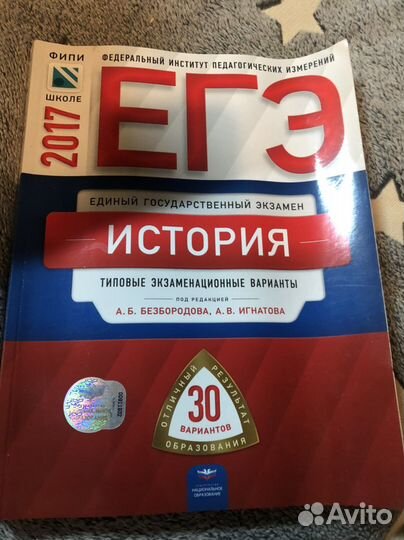 ФИПИ
ШКОЛЕ
2017
ФЕДЕРАЛЬНЫЙ ИНСТИТУТ ПЕДАГОГИЧЕСКИХ ИЗМЕРЕНИЙ
ЕГЭ
ЕДИНЫЙ ГОСУДАРСТВЕННЫЙ ЭКЗАМЕН
ИСТОРИЯ
ТИПОВЫЕ ЭКЗАМЕНАЦИОННЫЕ ВАРИАНТЫ
ПОД РЕДАКЦИЕЙ
А. Б. БЕЗБОРОДОВА, А. В. ИГНАТОВА
ОТЛИЧНЫЙ РЕЗУЛЬТАТ
30
ВАРИАНТОВ
ОБРАЗОВАНИЯ
НАЦИОНАЛЬНОЕ
ОБРАЗОВАНИЕ
Avito